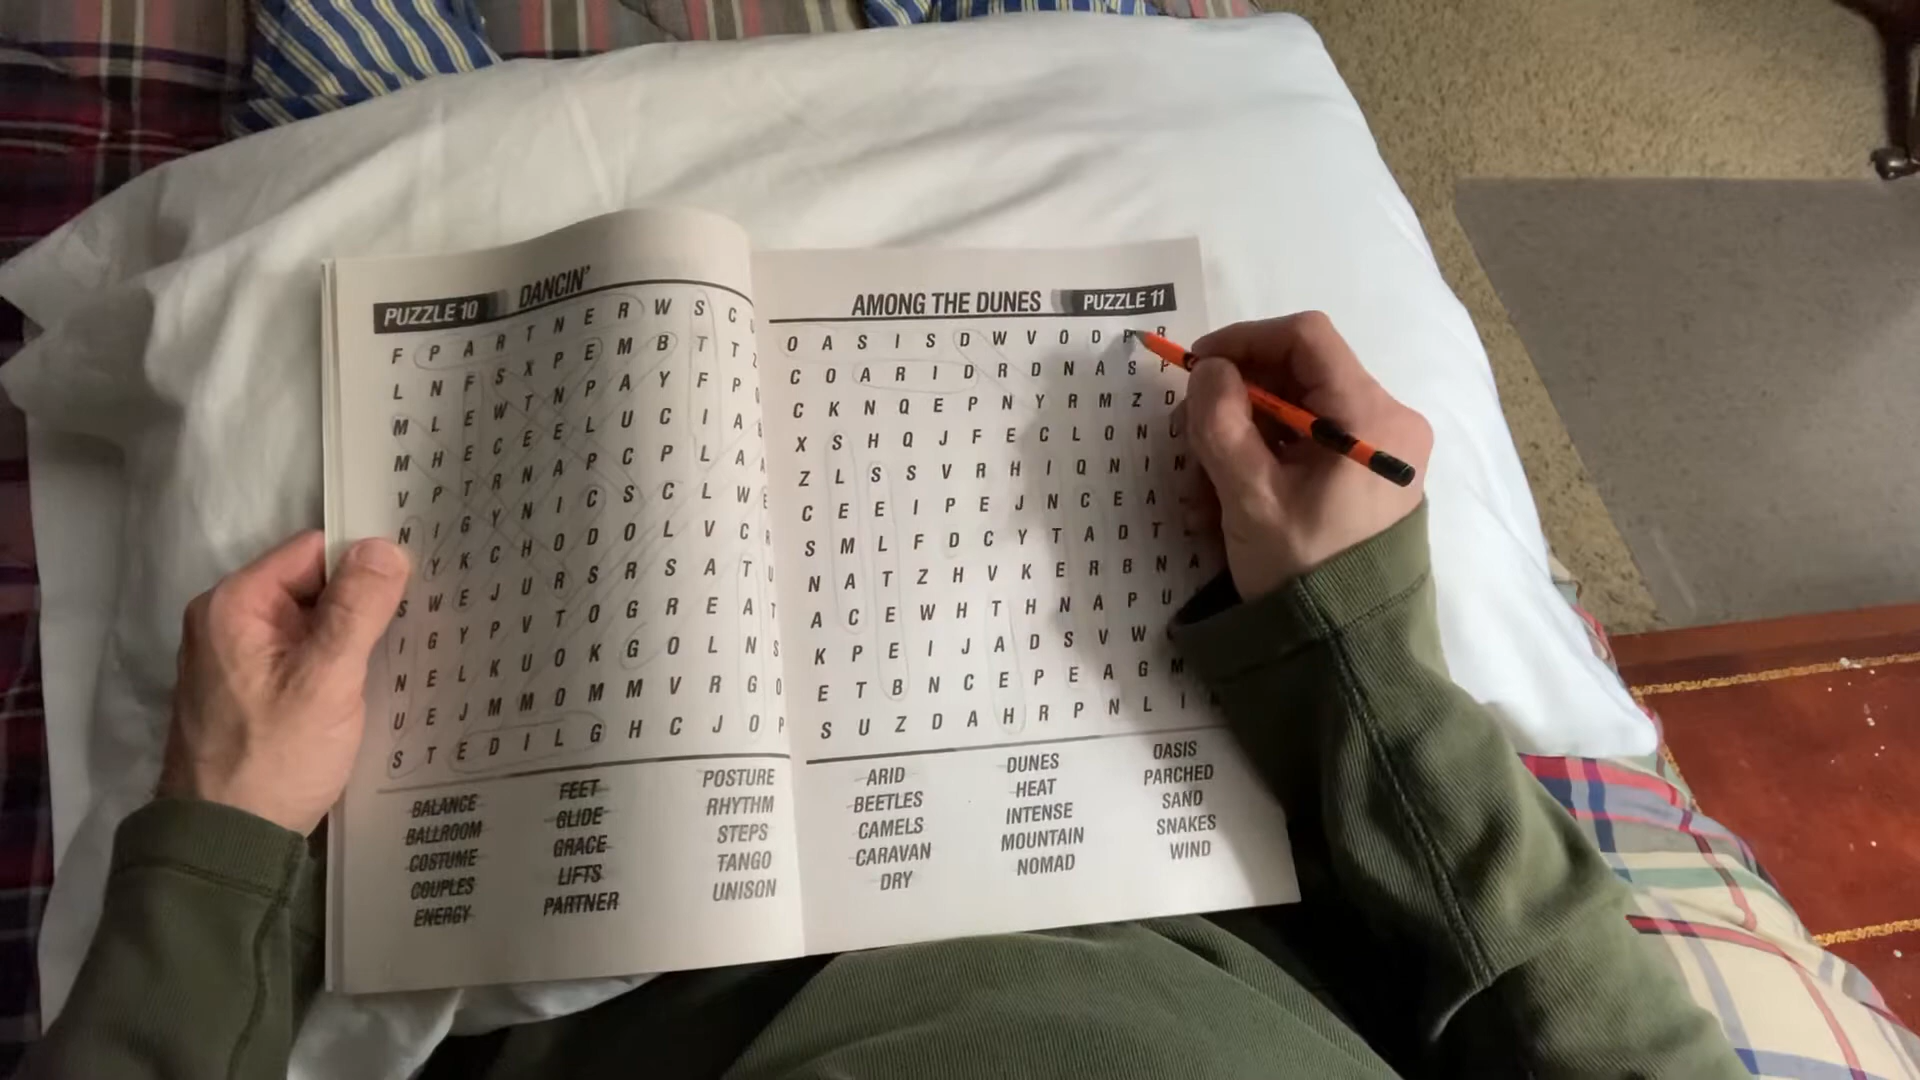 PUZZLE 10 DANCIN'
F P A R T N E R W S C
L N F S X P E M B T T Z
M L E W T N P A Y F P
M H E C E E L U C I A
V P T R N A P C P L A
N I G Y N I C S C L W E
Y K C H O D O L V C R
S W E J U R S R S A T U
I G Y P V T O G R E A T
N E L K U O K G O L N S
U E J M M O M M V R G O
S T E D I L G H C J O P
BALANCE
BALLROOM
COSTUME
COUPLES
ENERGY
FEET
GLIDE
GRACE
LIFTS
PARTNER
POSTURE
RHYTHM
STEPS
TANGO
UNISON
AMONG THE DUNES PUZZLE 11
O A S I S D W V O D P R
C O A R I D R D N A S P
C K N Q E P N Y R M Z D
X S H Q J F E C L O N
Z L S S V R H I Q N I N
C E E I P E J N C E A
S M L F D C Y T A D T
N A T Z H V K E R B N A
A C E W H T H N A P U
K P E I J A D S V W
E T B N C E P E A G M
S U Z D A H R P N L I
ARID
BEETLES
CAMELS
CARAVAN
DRY
DUNES
HEAT
INTENSE
MOUNTAIN
NOMAD
OASIS
PARCHED
SAND
SNAKES
WIND